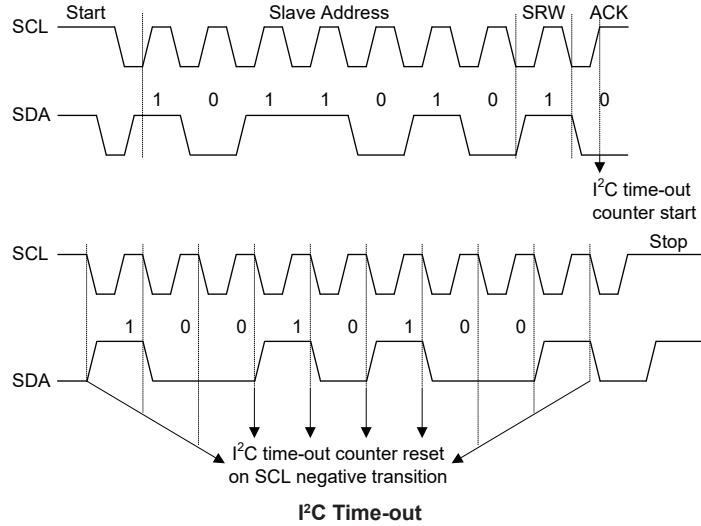 Start Slave Address SRW ACK
SCL
1 0 1 1 0 1 0 1 0
SDA
I²C time-out
counter start
Stop
SCL
1 0 0 1 0 1 0 0
SDA
I²C time-out counter reset
on SCL negative transition
I²C Time-out